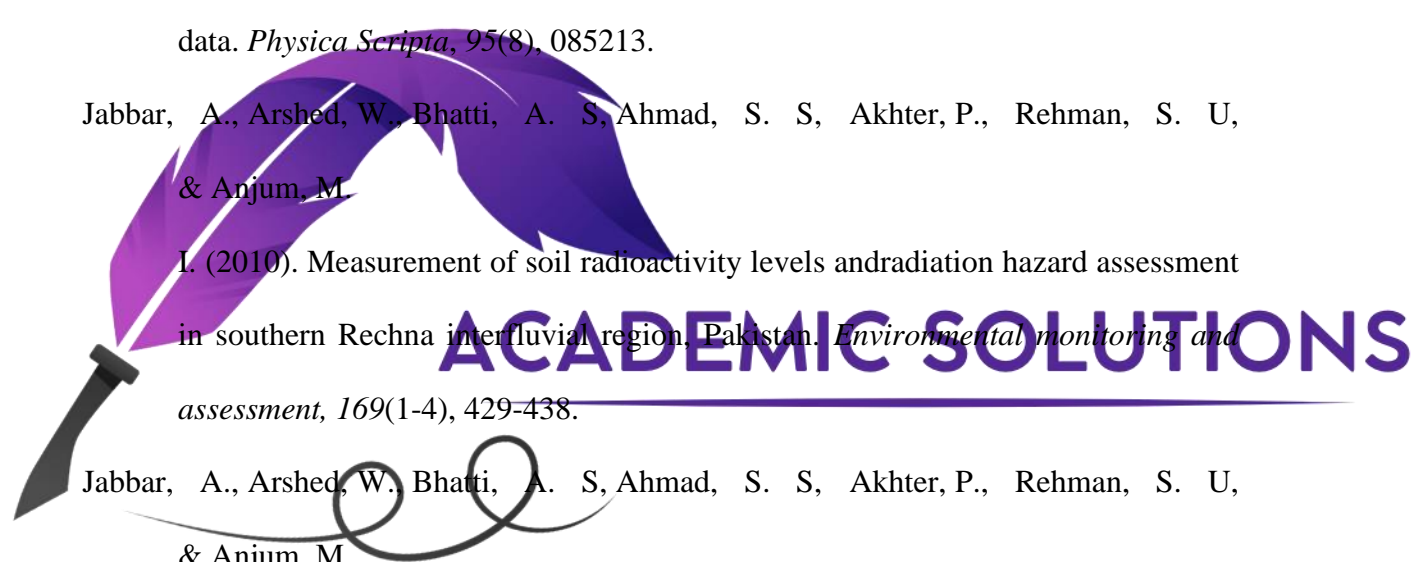 data. Physica Scripta, 95(8), 085213.
Jabbar, A., Arshed, W., Bhatti, A. S, Ahmad, S. S, Akhter, P., Rehman, S. U,
& Anjum, M.
I. (2010). Measurement of soil radioactivity levels andradiation hazard assessment
in southern Rechna interfluvial region, Pakistan. Environmental monitoring and
ACADEMIC SOLUTIONS
assessment, 169(1-4), 429-438.
Jabbar, A., Arshed, W., Bhatti, A. S, Ahmad, S. S, Akhter, P., Rehman, S. U,
& Anjum, M.